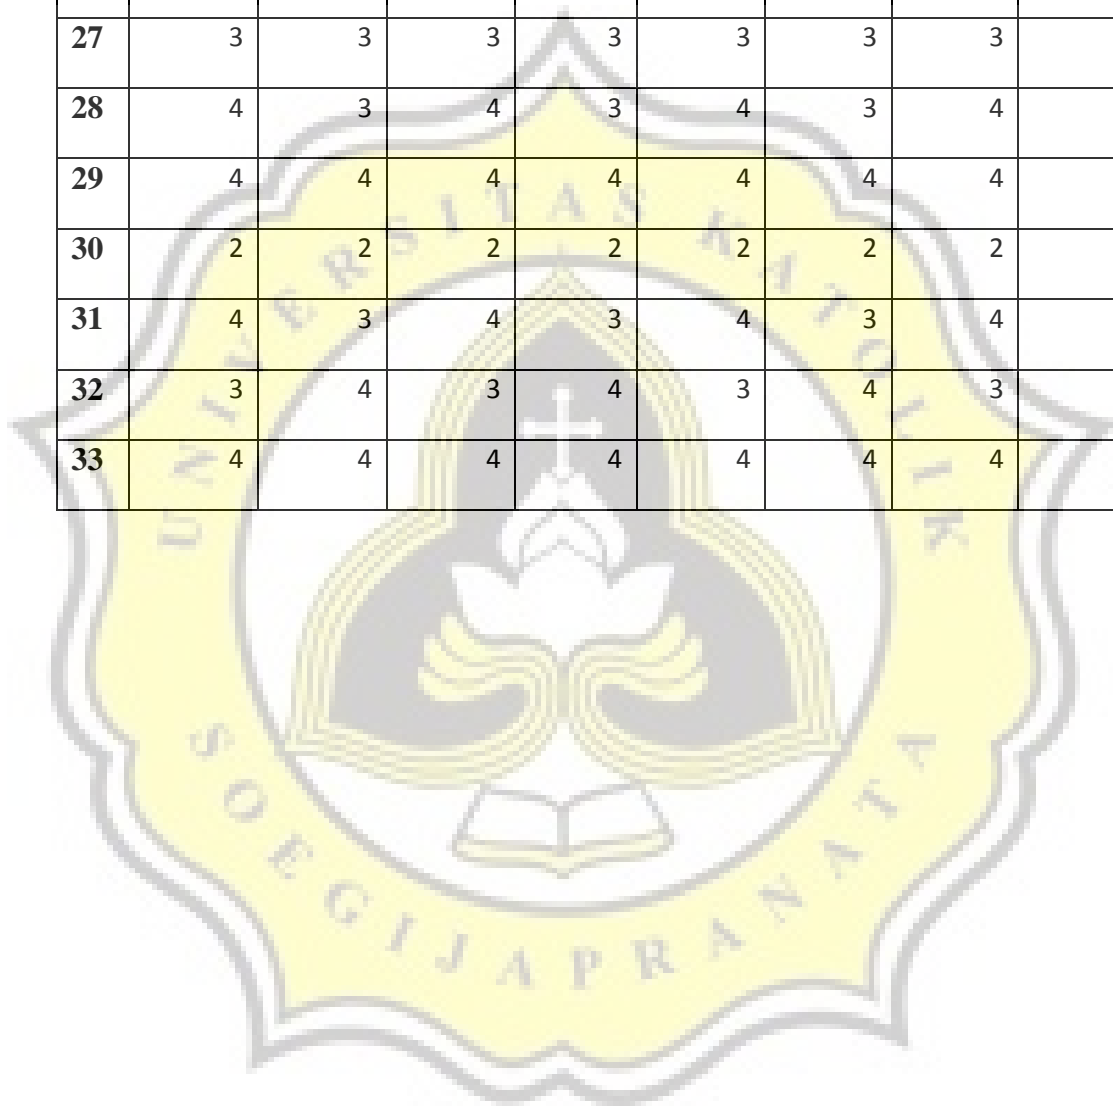 27 3 3 3 3 3 3 3
28 4 3 4 3 4 3 4
29 4 4 4 4 4 4 4
30 2 2 2 2 2 2 2
31 4 3 4 3 4 3 4
32 3 4 3 4 3 4 3
33 4 4 4 4 4 4 4
UNIVERSITAS KATOLIK
SOEGIJAPRANATA